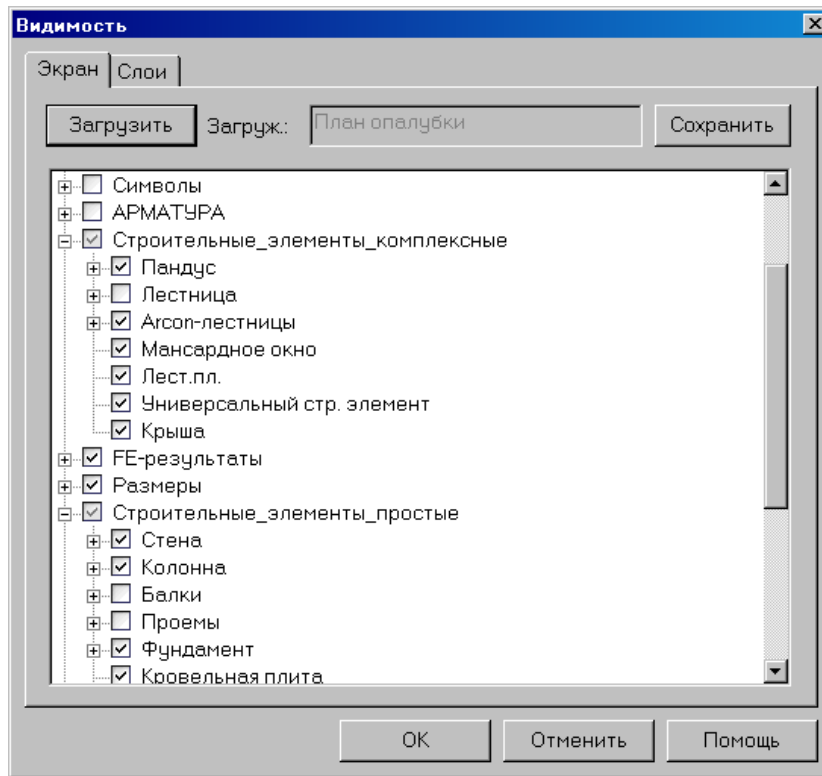 Видимость
Экран Слои
Загрузить Загруж.: План опалубки Сохранить
Символы
АРМАТУРА
Строительные_элементы_комплексные
Пандус
Лестница
Arcon-лестницы
Мансардное окно
Лест.пл.
Универсальный стр. элемент
Крыша
FE-результаты
Размеры
Строительные_элементы_простые
Стена
Колонна
Балки
Проемы
Фундамент
Кровельная плита
OK Отменить Помощь